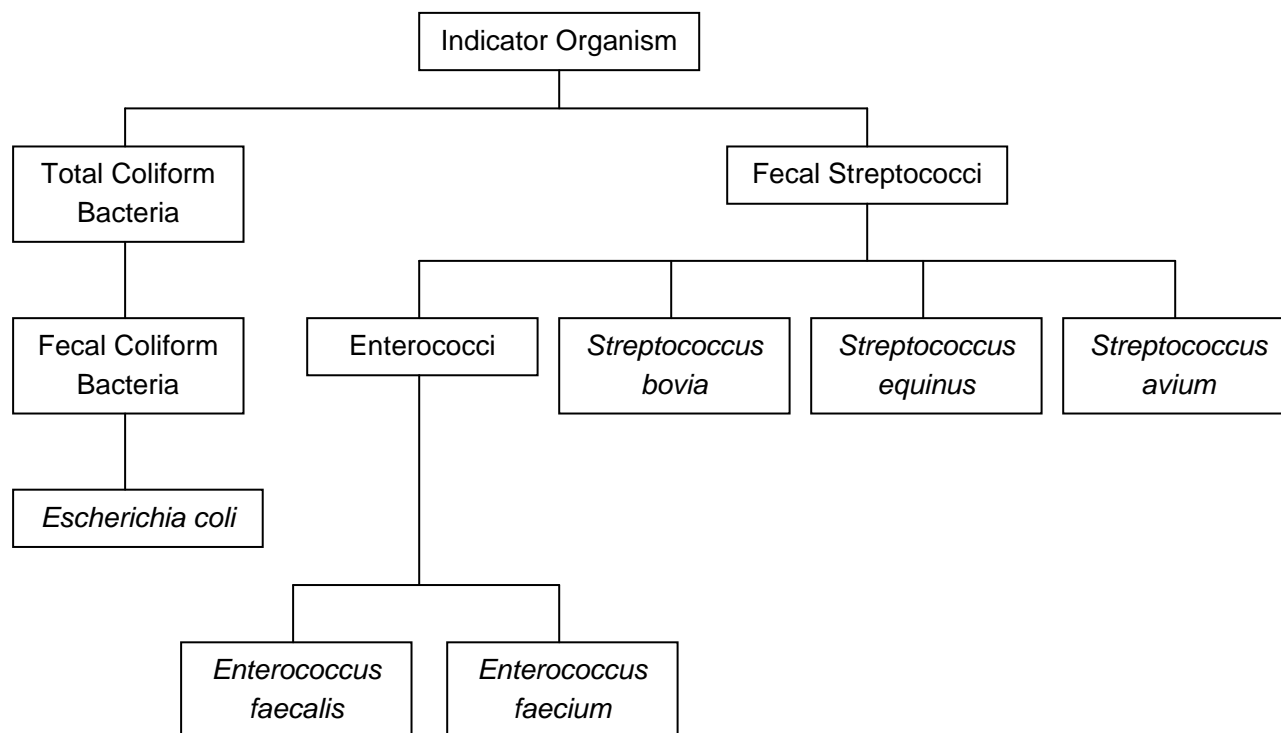 Indicator Organism
Total Coliform
Bacteria
Fecal Streptococci
Fecal Coliform
Bacteria
Enterococci
Streptococcus
bovia
Streptococcus
equinus
Streptococcus
avium
Escherichia coli
Enterococcus
faecalis
Enterococcus
faecium